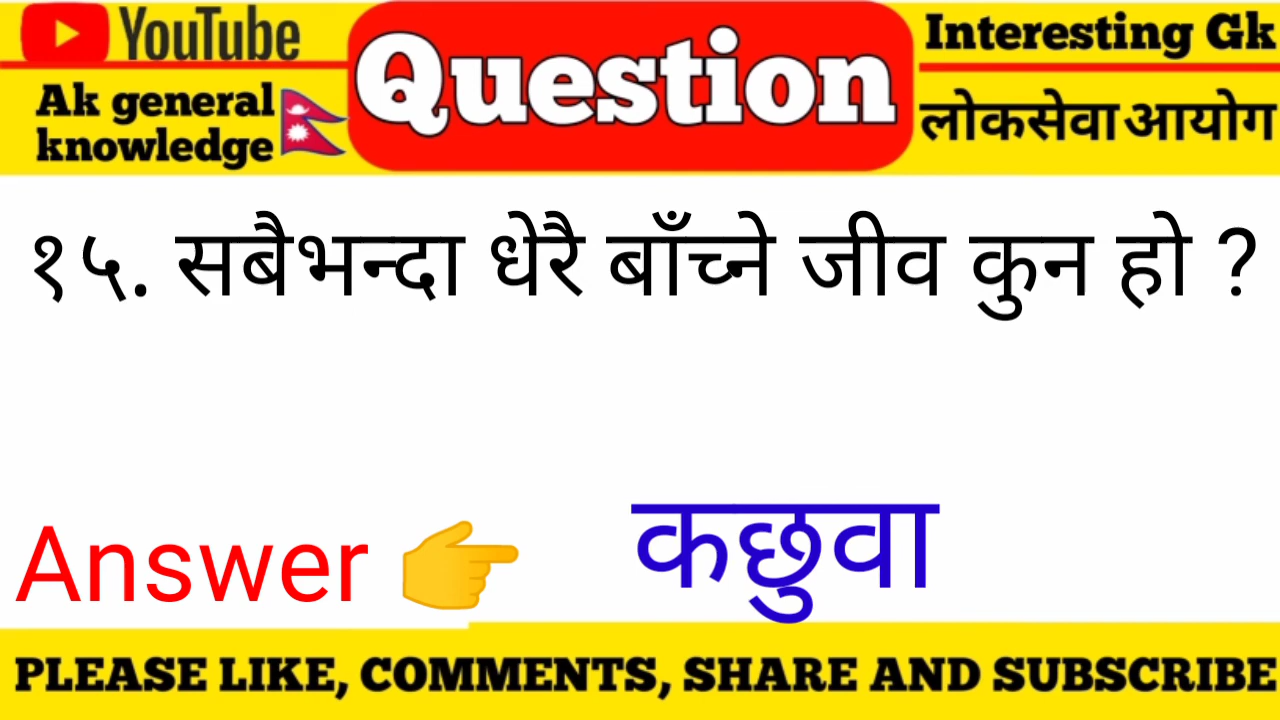 YouTube
Ak general
knowledge
Question
Interesting Gk
लोकसेवा आयोग
१५. सबैभन्दा धेरै बाँच्ने जीव कुन हो ?
Answer 👉 कछुवा
PLEASE LIKE, COMMENTS, SHARE AND SUBSCRIBE